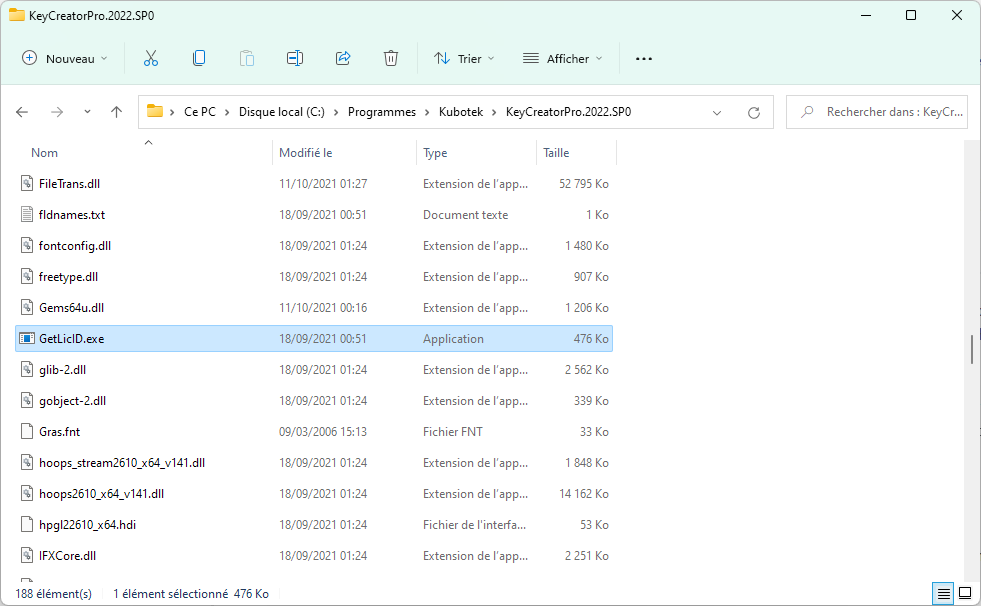 KeyCreatorPro.2022.SP0
Nouveau Trier Afficher
Ce PC Disque local (C:) Programmes Kubotek KeyCreatorPro.2022.SP0 Rechercher dans : KeyCr...
Nom Modifié le Type Taille
FileTrans.dll 11/10/2021 01:27 Extension de l'app... 52 795 Ko
fldnames.txt 18/09/2021 00:51 Document texte 1 Ko
fontconfig.dll 18/09/2021 01:24 Extension de l'app... 1 480 Ko
freetype.dll 18/09/2021 01:24 Extension de l'app... 907 Ko
Gems64u.dll 11/10/2021 00:16 Extension de l'app... 1 206 Ko
GetLicID.exe 18/09/2021 00:51 Application 476 Ko
glib-2.dll 18/09/2021 01:24 Extension de l'app... 2 562 Ko
gobject-2.dll 18/09/2021 01:24 Extension de l'app... 339 Ko
Gras.fnt 09/03/2006 15:13 Fichier FNT 33 Ko
hoops_stream2610_x64_v141.dll 18/09/2021 01:24 Extension de l'app... 1 848 Ko
hoops2610_x64_v141.dll 18/09/2021 01:24 Extension de l'app... 14 162 Ko
hpgl22610_x64.hdi 18/09/2021 01:24 Fichier de l'interfa... 53 Ko
IFXCore.dll 18/09/2021 01:24 Extension de l'app... 2 251 Ko
188 élément(s) 1 élément sélectionné 476 Ko